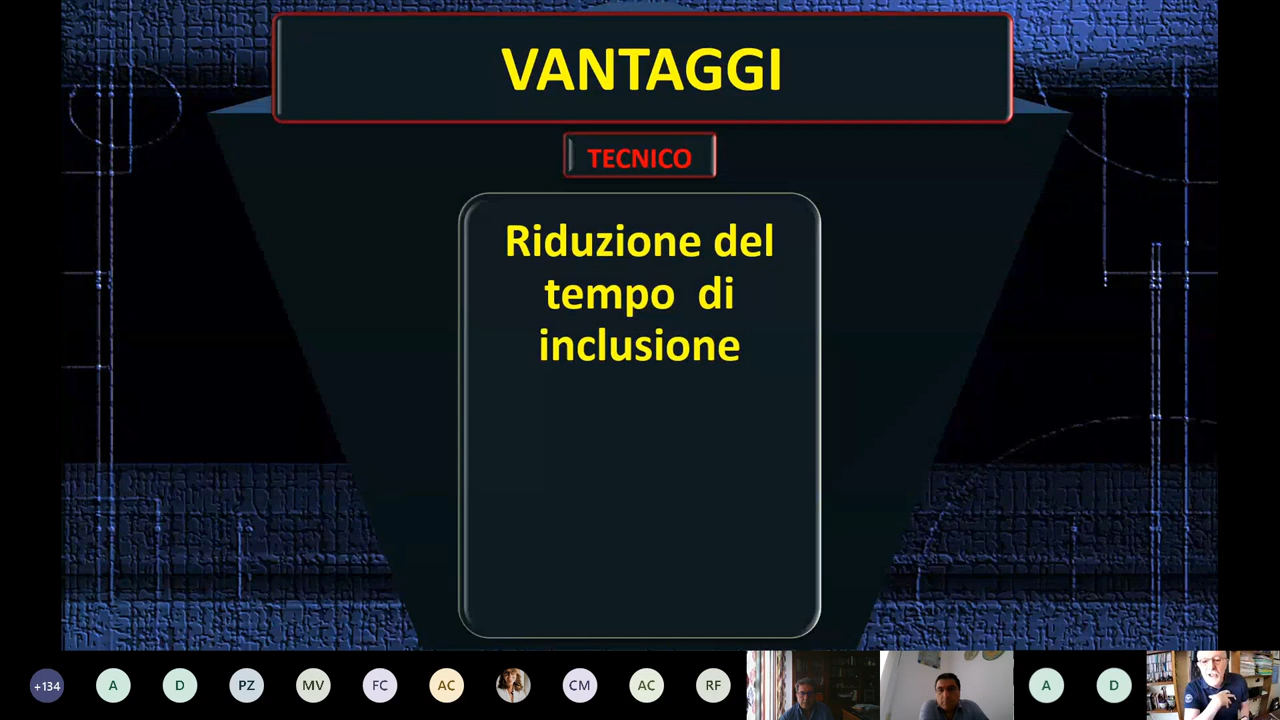 VANTAGGI
TECNICO
Riduzione del
tempo di
inclusione
+134
A
D
PZ
MV
FC
AC
CM
AC
RF
A
D